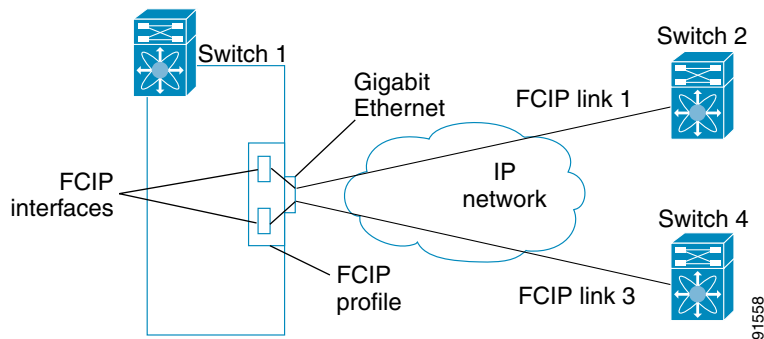 Switch 1
Switch 2
Gigabit
Ethernet
FCIP link 1
FCIP
interfaces
IP
network
Switch 4
FCIP
profile
FCIP link 3
91558